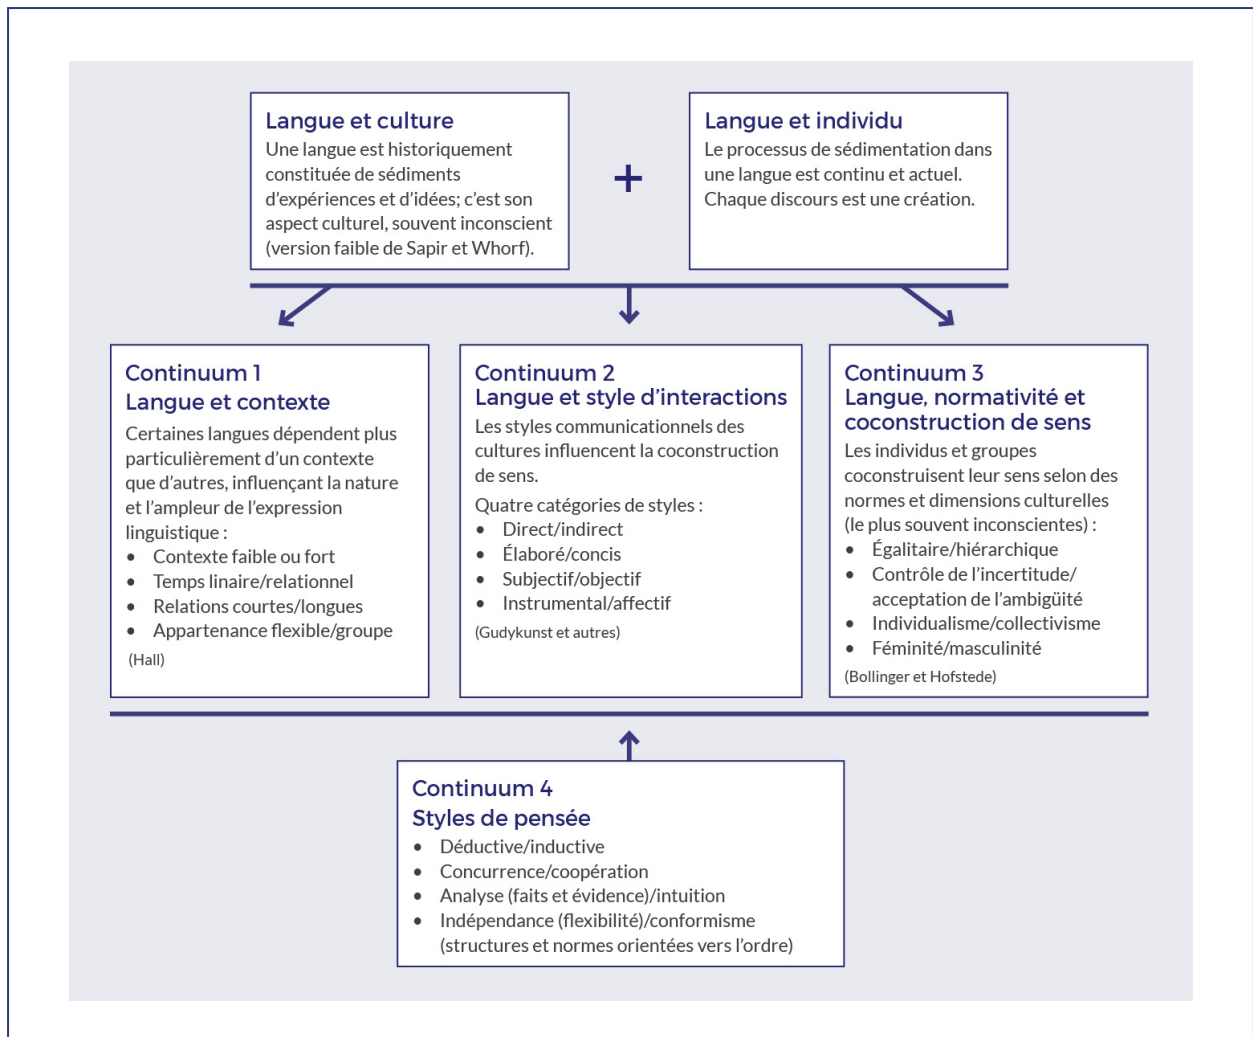 Langue et culture
Une langue est historiquement
constituée de sédiments
d'expériences et d'idées; c'est son
aspect culturel, souvent inconscient
(version faible de Sapir et Whorf).
+
Langue et individu
Le processus de sédimentation dans
une langue est continu et actuel.
Chaque discours est une création.
Continuum 1
Langue et contexte
Certaines langues dépendent plus
particulièrement d'un contexte
que d'autres, influençant la nature
et l'ampleur de l'expression
linguistique :
• Contexte faible ou fort
• Temps linaire/relationnel
• Relations courtes/longues
• Appartenance flexible/groupe
(Hall)
Continuum 2
Langue et style d'interactions
Les styles communicationnels des
cultures influencent la coconstruction
de sens.
Quatre catégories de styles :
• Direct/indirect
• Élaboré/concis
• Subjectif/objectif
• Instrumental/affectif
(Gudykunst et autres)
Continuum 3
Langue, normativité et
coconstruction de sens
Les individus et groupes
coconstruisent leur sens selon des
normes et dimensions culturelles
(le plus souvent inconscientes) :
• Égalitaire/hiérarchique
• Contrôle de l'incertitude/
acceptation de l'ambigüité
• Individualisme/collectivisme
• Féminité/masculinité
(Bollinger et Hofstede)
Continuum 4
Styles de pensée
• Déductive/inductive
• Concurrence/coopération
• Analyse (faits et évidence)/intuition
• Indépendance (flexibilité)/conformisme
(structures et normes orientées vers l'ordre)